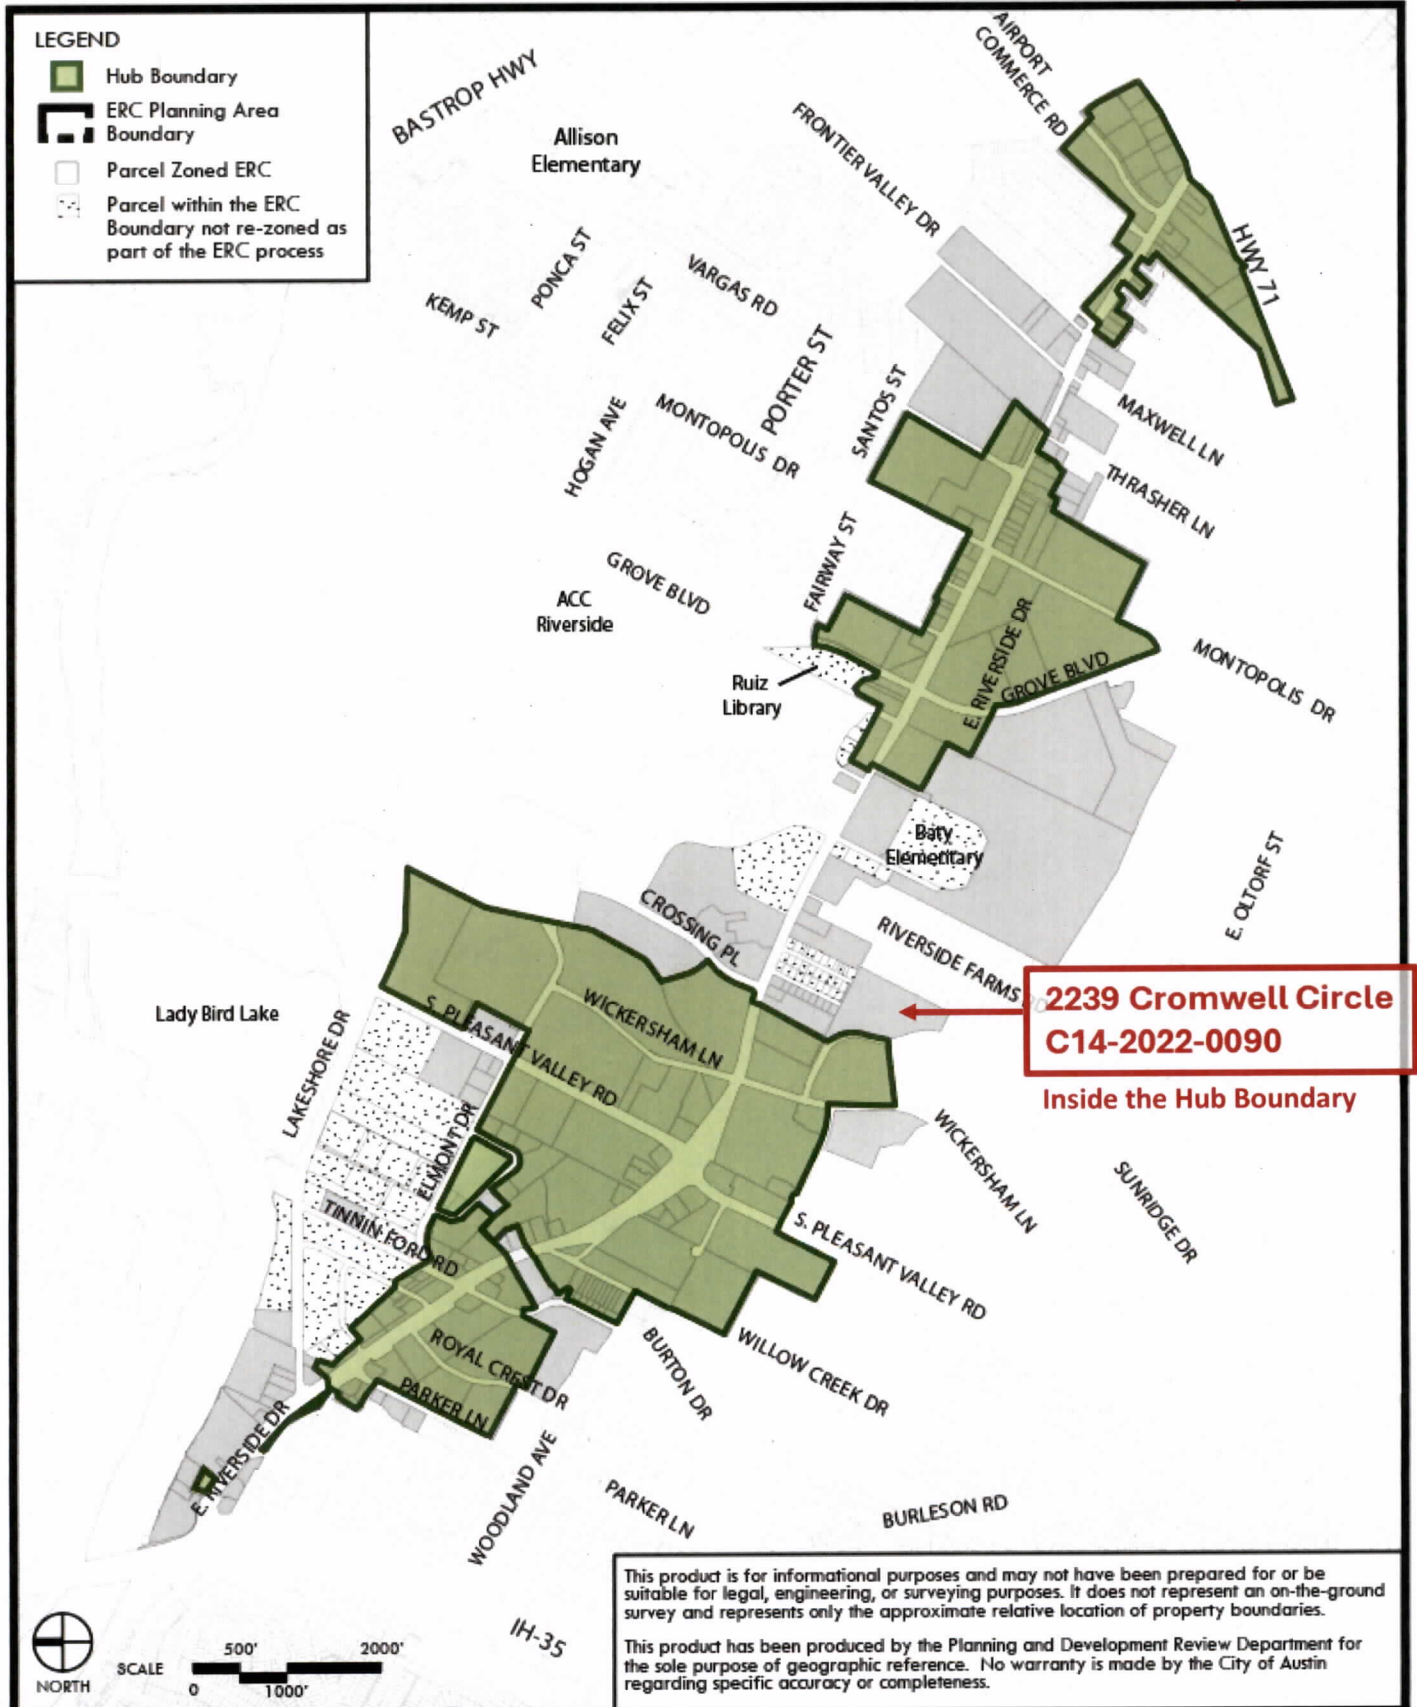 LEGEND
Hub Boundary
ERC Planning Area
Boundary
Parcel Zoned ERC
Parcel within the ERC
Boundary not re-zoned as
part of the ERC process
AIRPORT
COMMERCE RD
BASTROP HWY
Allison
Elementary
FRONTIER VALLEY DR
HWY 71
PONCA ST
VARGAS RD
KEMP ST
FELIX ST
PORTER ST
SANTOS ST
HOGAN AVE
MONTOPOLIS DR
MAXWELL LN
THRASHER LN
FAIRWAY ST
GROVE BLVD
ACC
Riverside
E. RIVERSIDE DR
GROVE BLVD
MONTOPOLIS DR
Ruiz
Library
Baty
Elementary
E. OLTORF ST
CROSSING PL
RIVERSIDE FARMS
2239 Cromwell Circle
C14-2022-0090
Inside the Hub Boundary
Lady Bird Lake
LAKESHORE DR
S. PLEASANT VALLEY RD
WICKERSHAM LN
ELMONT DR
WICKERSHAM LN
SUNRIDGE DR
TINNIN FORD RD
S. PLEASANT VALLEY RD
ROYAL CREST DR
PARKER LN
BURTON DR
WILLOW CREEK DR
E. RIVERSIDE DR
WOODLAND AVE
PARKER LN
BURLESON RD
IH-35
NORTH
SCALE
500'
2000'
0
1000'
This product is for informational purposes and may not have been prepared for or be
suitable for legal, engineering, or surveying purposes. It does not represent an on-the-ground
survey and represents only the approximate relative location of property boundaries.
This product has been produced by the Planning and Development Review Department for
the sole purpose of geographic reference. No warranty is made by the City of Austin
regarding specific accuracy or completeness.